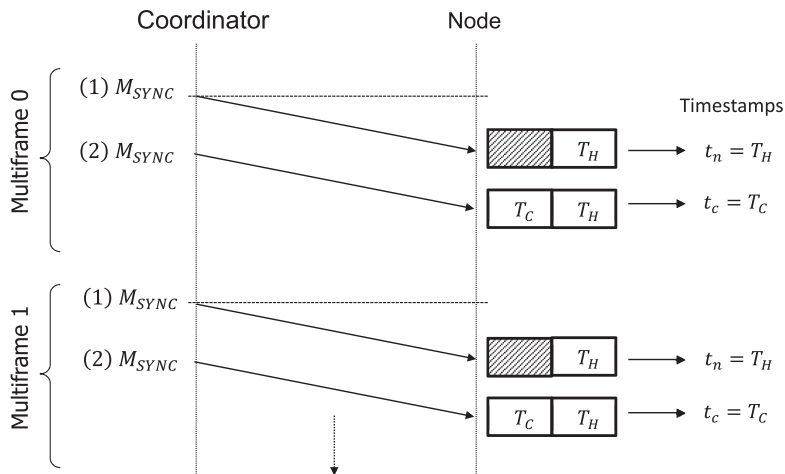 Coordinator
Node
Multiframe 0
(1) M_SYNC
Timestamps
T_H
t_n = T_H
(2) M_SYNC
T_C
T_H
t_c = T_C
Multiframe 1
(1) M_SYNC
T_H
t_n = T_H
(2) M_SYNC
T_C
T_H
t_c = T_C